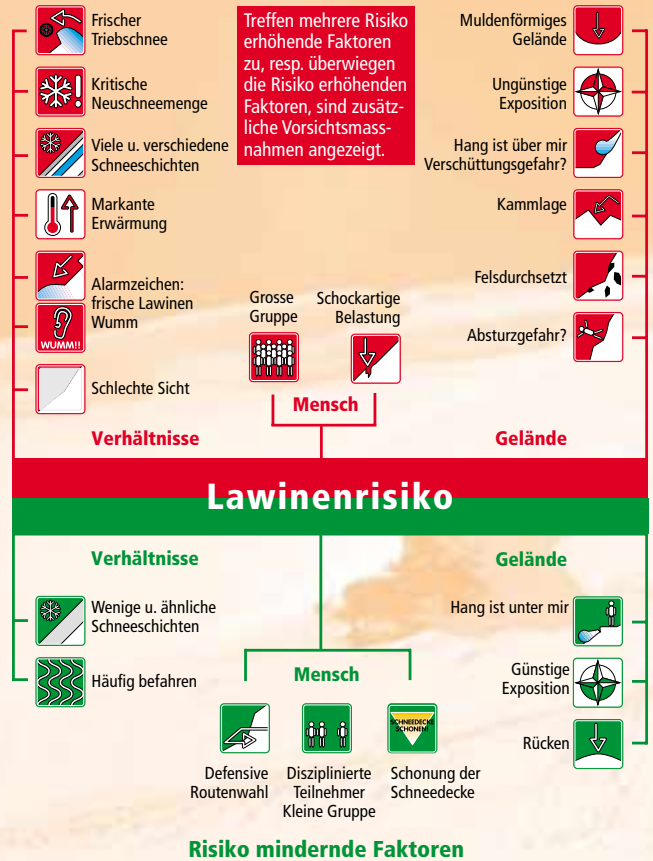 Frischer
Triebschnee
Kritische
Neuschneemenge
Viele u. verschiedene
Schneeschichten
Markante
Erwärmung
Alarmzeichen:
frische Lawinen
Wumm
WUMM!!
Schlechte Sicht
Verhältnisse
Treffen mehrere Risiko
erhöhende Faktoren
zu, resp. überwiegen
die Risiko erhöhenden
Faktoren, sind zusätz-
liche Vorsichtsmass-
nahmen angezeigt.
Grosse
Gruppe
Schockartige
Belastung
Mensch
Muldenförmiges
Gelände
Ungünstige
Exposition
Hang ist über mir
Verschüttungsgefahr?
Kammlage
Felsdurchsetzt
Absturzgefahr?
Gelände
Lawinenrisiko
Verhältnisse
Wenige u. ähnliche
Schneeschichten
Häufig befahren
Mensch
SCHNEEDECKE
SCHONEN!
Defensive
Routenwahl
Disziplinierte
Teilnehmer
Kleine Gruppe
Schonung der
Schneedecke
Gelände
Hang ist unter mir
Günstige
Exposition
Rücken
Risiko mindernde Faktoren